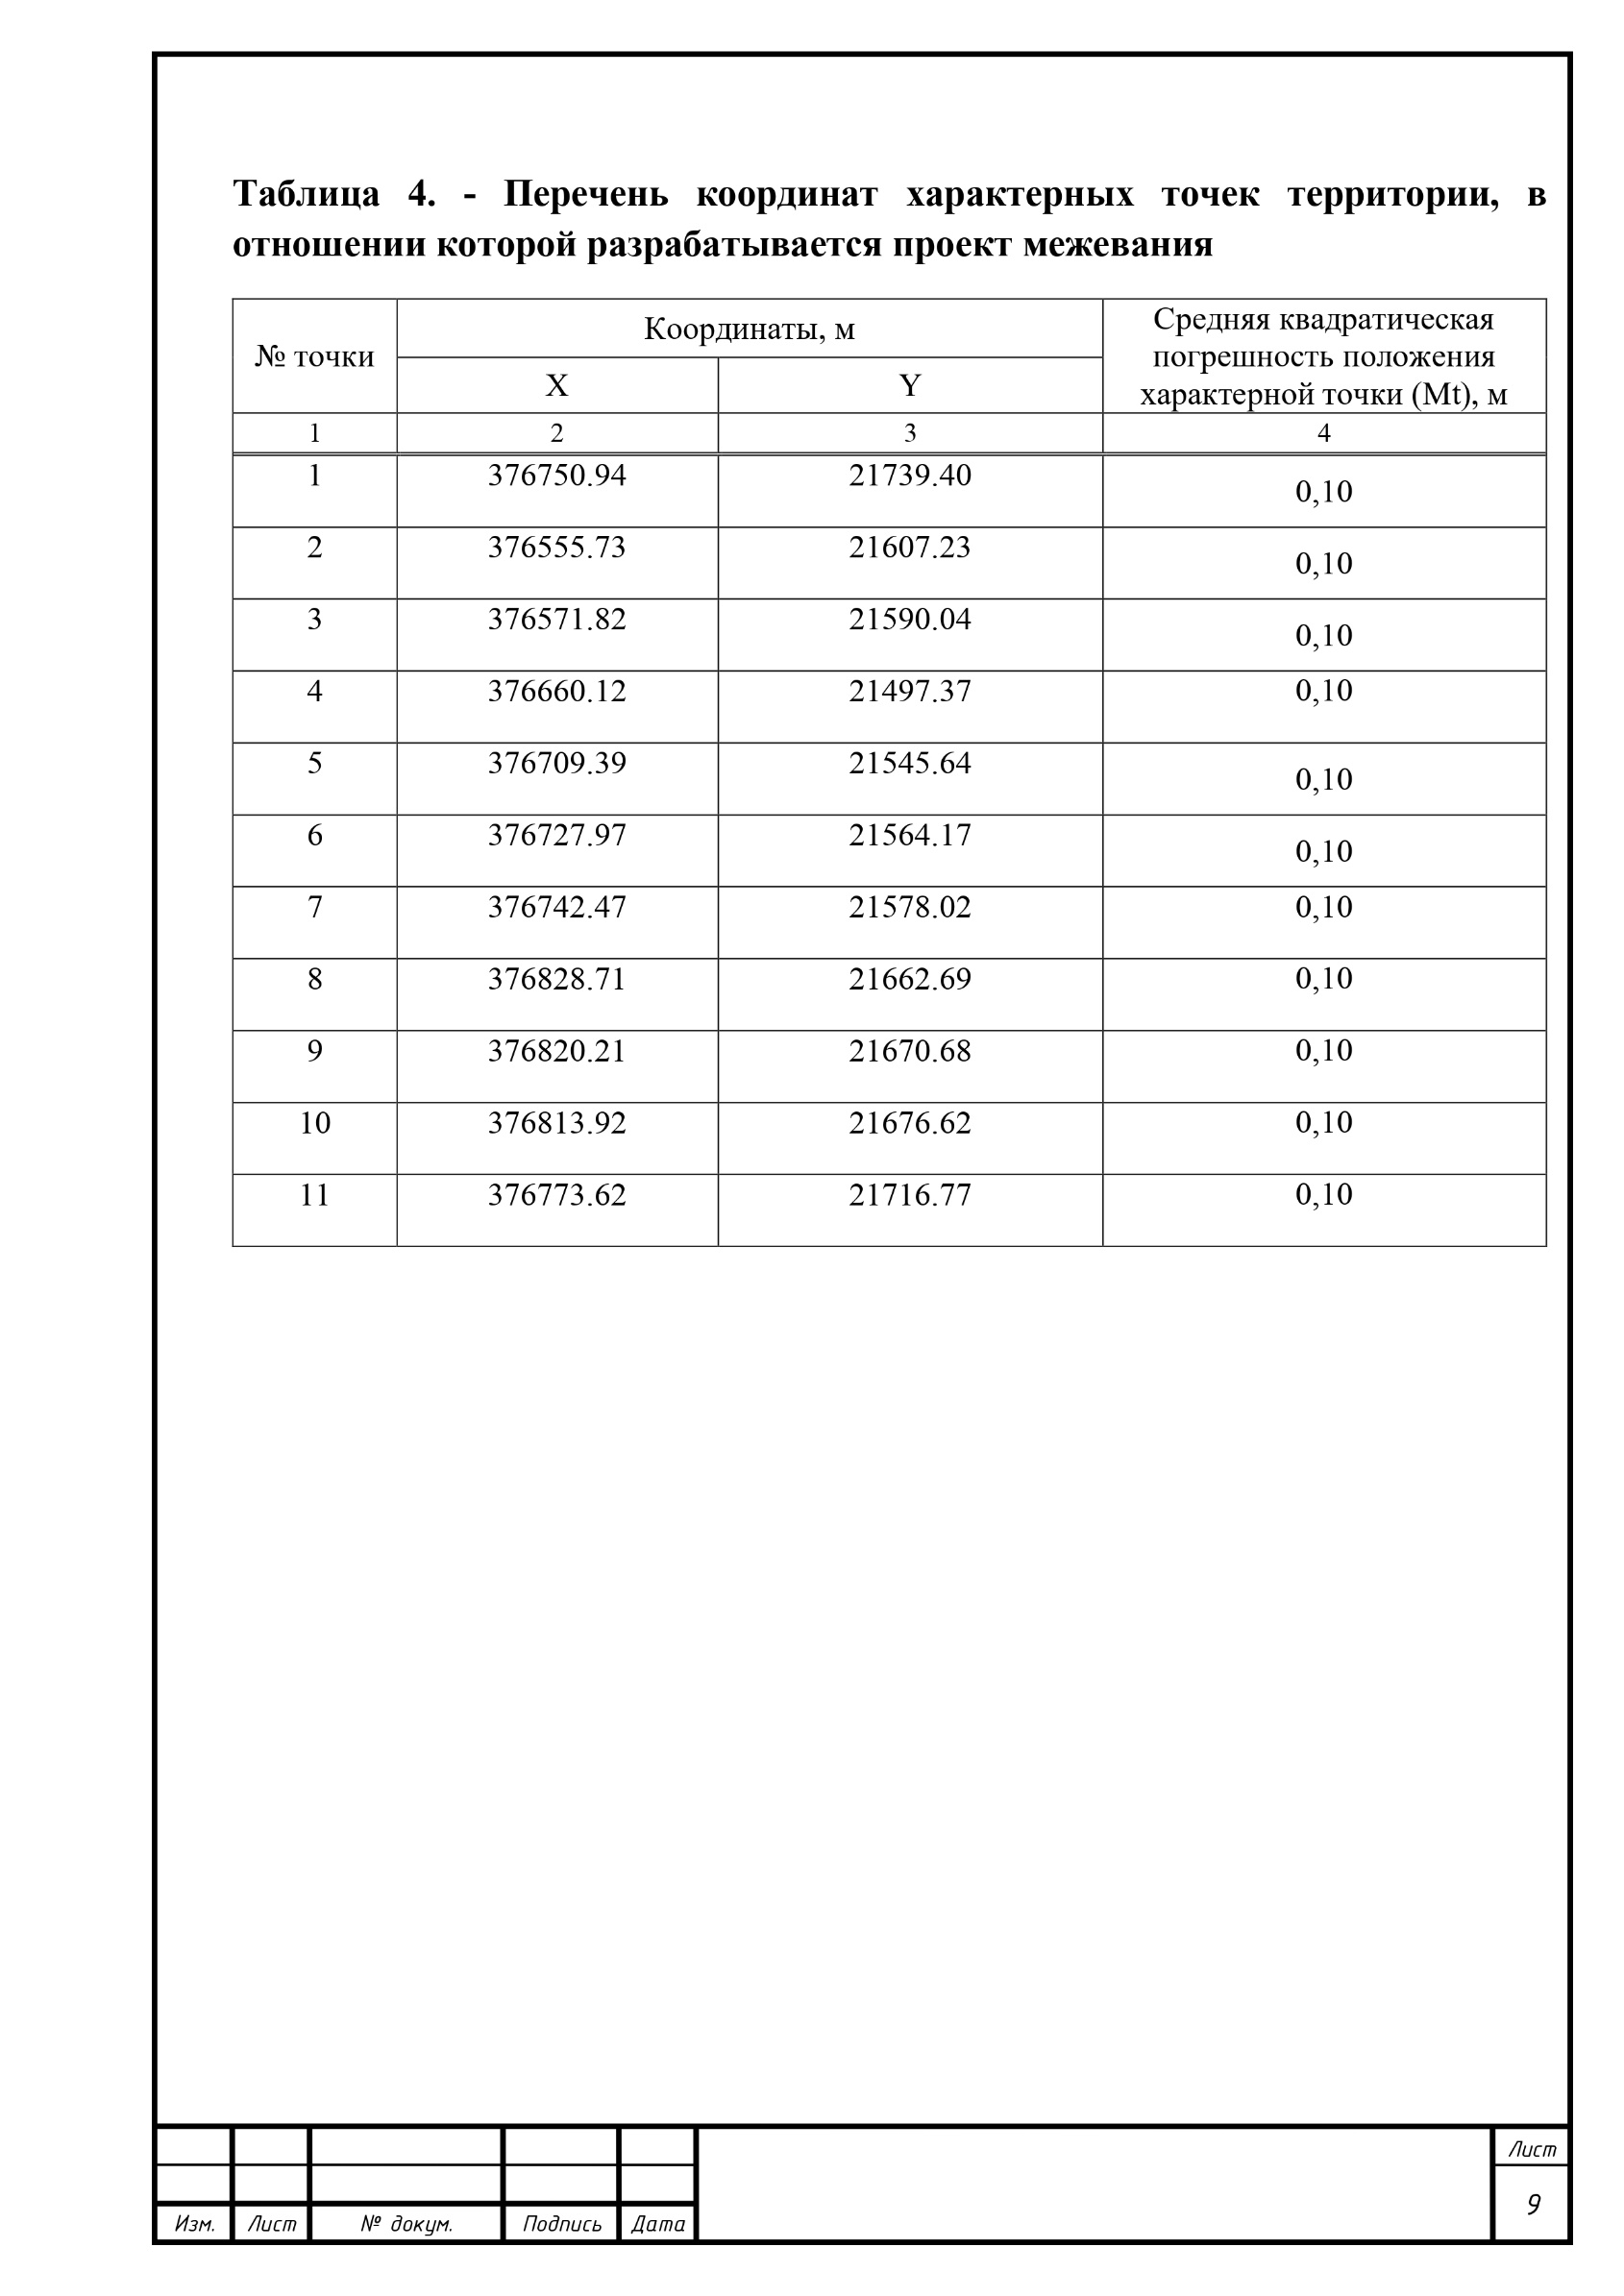 Таблица 4. - Перечень координат характерных точек территории, в
отношении которой разрабатывается проект межевания
№ точки Координаты, м Средняя квадратическая
погрешность положения
характерной точки (Mt), м
X Y
1 2 3 4
1 376750.94 21739.40 0,10
2 376555.73 21607.23 0,10
3 376571.82 21590.04 0,10
4 376660.12 21497.37 0,10
5 376709.39 21545.64 0,10
6 376727.97 21564.17 0,10
7 376742.47 21578.02 0,10
8 376828.71 21662.69 0,10
9 376820.21 21670.68 0,10
10 376813.92 21676.62 0,10
11 376773.62 21716.77 0,10
Лист
9
Изм. Лист № докум. Подпись Дата